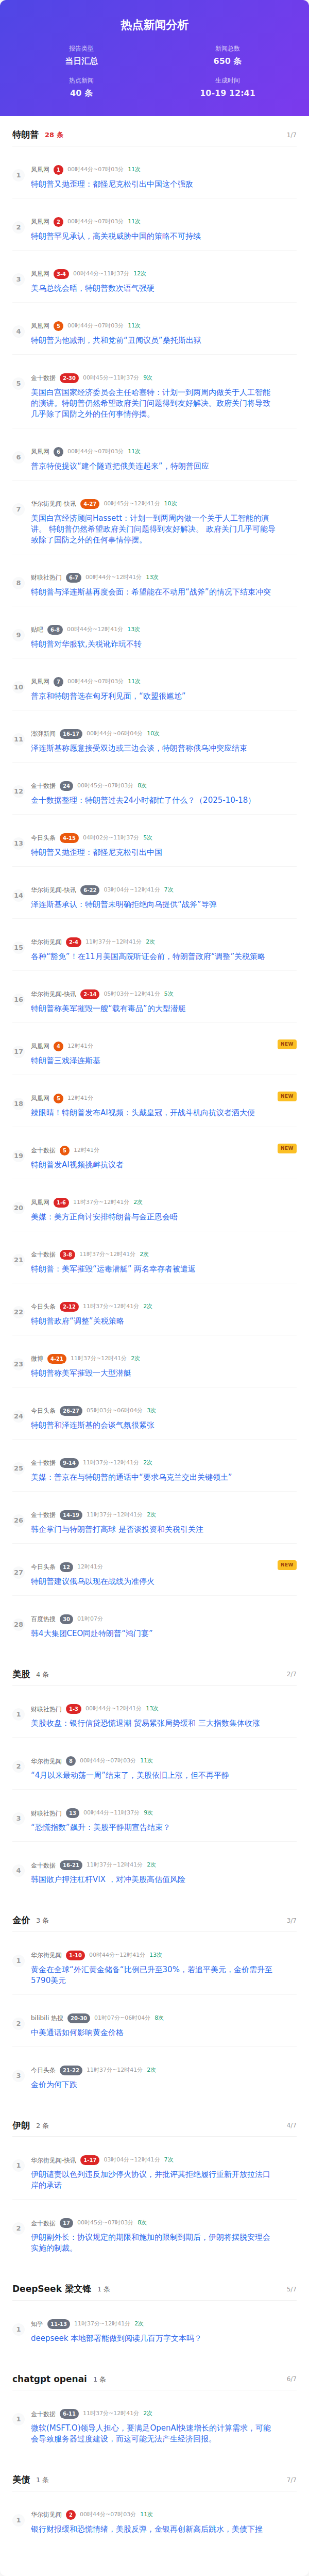 热点新闻分析
报告类型
当日汇总
新闻总数
650 条
热点新闻
40 条
生成时间
10-19 12:41
特朗普 28 条 1/7
1
凤凰网 1 00时44分~07时03分 11次
特朗普又抛歪理：都怪尼克松引出中国这个强敌
2
凤凰网 2 00时44分~07时03分 11次
特朗普罕见承认，高关税威胁中国的策略不可持续
3
凤凰网 3-4 00时44分~11时37分 12次
美乌总统会晤，特朗普数次语气强硬
4
凤凰网 5 00时44分~07时03分 11次
特朗普为他减刑，共和党前“丑闻议员”桑托斯出狱
5
金十数据 2-30 00时45分~11时37分 9次
美国白宫国家经济委员会主任哈塞特：计划一到两周内做关于人工智能
的演讲。特朗普仍然希望政府关门问题得到友好解决。政府关门将导致
几乎除了国防之外的任何事情停摆。
6
凤凰网 6 00时44分~07时03分 11次
普京特使提议“建个隧道把俄美连起来”，特朗普回应
7
华尔街见闻-快讯 4-27 00时45分~12时41分 10次
美国白宫经济顾问Hassett：计划一到两周内做一个关于人工智能的演
讲。 特朗普仍然希望政府关门问题得到友好解决。 政府关门几乎可能导
致除了国防之外的任何事情停摆。
8
财联社热门 6-7 00时44分~12时41分 13次
特朗普与泽连斯基再度会面：希望能在不动用“战斧”的情况下结束冲突
9
贴吧 6-8 00时44分~12时41分 13次
特朗普对华服软,关税讹诈玩不转
10
凤凰网 7 00时44分~07时03分 11次
普京和特朗普选在匈牙利见面，“欧盟很尴尬”
11
澎湃新闻 16-17 00时44分~06时04分 10次
泽连斯基称愿意接受双边或三边会谈，特朗普称俄乌冲突应结束
12
金十数据 24 00时45分~07时03分 8次
金十数据整理：特朗普过去24小时都忙了什么？（2025-10-18）
13
今日头条 4-15 04时02分~11时37分 5次
特朗普又抛歪理：都怪尼克松引出中国
14
华尔街见闻-快讯 6-22 03时04分~12时41分 7次
泽连斯基承认：特朗普未明确拒绝向乌提供“战斧”导弹
15
华尔街见闻 2-4 11时37分~12时41分 2次
各种“豁免”！在11月美国高院听证会前，特朗普政府“调整”关税策略
16
华尔街见闻-快讯 2-14 05时03分~12时41分 5次
特朗普称美军摧毁一艘“载有毒品”的大型潜艇
17
凤凰网 4 12时41分 NEW
特朗普三戏泽连斯基
18
凤凰网 5 12时41分 NEW
辣眼睛！特朗普发布AI视频：头戴皇冠，开战斗机向抗议者洒大便
19
金十数据 5 12时41分 NEW
特朗普发AI视频挑衅抗议者
20
凤凰网 1-6 11时37分~12时41分 2次
美媒：美方正商讨安排特朗普与金正恩会晤
21
金十数据 3-8 11时37分~12时41分 2次
特朗普：美军摧毁“运毒潜艇” 两名幸存者被遣返
22
今日头条 2-12 11时37分~12时41分 2次
特朗普政府“调整”关税策略
23
微博 4-21 11时37分~12时41分 2次
特朗普称美军摧毁一大型潜艇
24
今日头条 26-27 05时03分~06时04分 3次
特朗普和泽连斯基的会谈气氛很紧张
25
金十数据 9-14 11时37分~12时41分 2次
美媒：普京在与特朗普的通话中“要求乌克兰交出关键领土”
26
金十数据 14-19 11时37分~12时41分 2次
韩企掌门与特朗普打高球 是否谈投资和关税引关注
27
今日头条 12 12时41分 NEW
特朗普建议俄乌以现在战线为准停火
28
百度热搜 30 01时07分
韩4大集团CEO同赴特朗普“鸿门宴”
美股 4 条 2/7
1
财联社热门 1-3 00时44分~12时41分 13次
美股收盘：银行信贷恐慌退潮 贸易紧张局势缓和 三大指数集体收涨
2
华尔街见闻 8 00时44分~07时03分 11次
“4月以来最动荡一周”结束了，美股依旧上涨，但不再平静
3
财联社热门 13 00时44分~11时37分 9次
“恐慌指数”飙升：美股平静期宣告结束？
4
金十数据 16-21 11时37分~12时41分 2次
韩国散户押注杠杆VIX ，对冲美股高估值风险
金价 3 条 3/7
1
华尔街见闻 1-10 00时44分~12时41分 13次
黄金在全球“外汇黄金储备”比例已升至30%，若追平美元，金价需升至
5790美元
2
bilibili 热搜 20-30 01时07分~06时04分 8次
中美通话如何影响黄金价格
3
今日头条 21-22 11时37分~12时41分 2次
金价为何下跌
伊朗 2 条 4/7
1
华尔街见闻-快讯 1-17 03时04分~12时41分 7次
伊朗谴责以色列违反加沙停火协议，并批评其拒绝履行重新开放拉法口
岸的承诺
2
金十数据 17 00时45分~07时03分 8次
伊朗副外长：协议规定的期限和施加的限制到期后，伊朗将摆脱安理会
实施的制裁。
DeepSeek 梁文锋 1 条 5/7
1
知乎 11-13 11时37分~12时41分 2次
deepseek 本地部署能做到阅读几百万字文本吗？
chatgpt openai 1 条 6/7
1
金十数据 6-11 11时37分~12时41分 2次
微软(MSFT.O)领导人担心，要满足OpenAI快速增长的计算需求，可能
会导致服务器过度建设，而这可能无法产生经济回报。
美债 1 条 7/7
1
华尔街见闻 2 00时44分~07时03分 11次
银行财报缓和恐慌情绪，美股反弹，金银再创新高后跳水，美债下挫